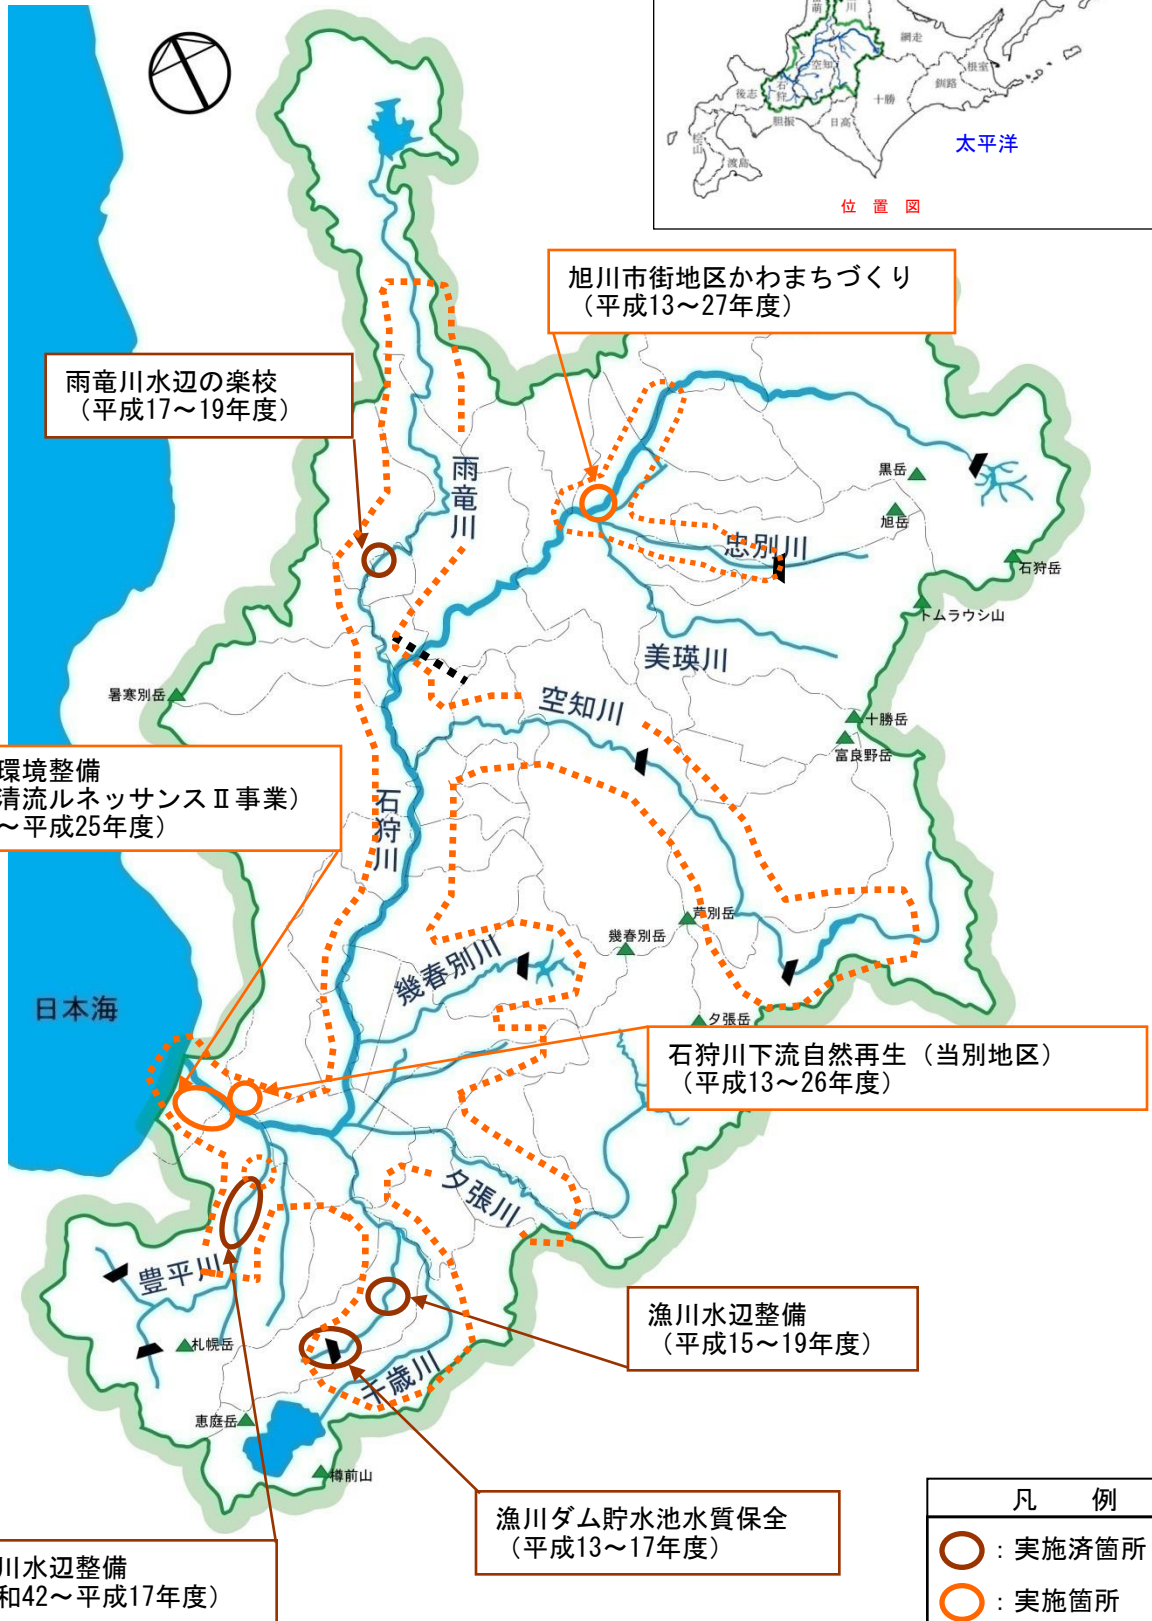 網走
空知
根室
釧路
石狩
後志
十勝
胆振
日高
桧山
渡島
太平洋
位 置 図
旭川市街地区かわまちづくり
（平成13～27年度）
雨竜川水辺の楽校
（平成17～19年度）
雨竜川
黒岳
旭岳
忠別川
石狩岳
トムラウシ山
美瑛川
暑寒別岳
空知川
十勝岳
富良野岳
環境整備
清流ルネッサンスⅡ事業）
～平成25年度）
石狩川
芦別岳
幾春別岳
幾春別川
日本海
夕張岳
石狩川下流自然再生（当別地区）
（平成13～26年度）
夕張川
豊平川
漁川水辺整備
（平成15～19年度）
札幌岳
千歳川
恵庭岳
樽前山
漁川ダム貯水池水質保全
（平成13～17年度）
川水辺整備
和42～平成17年度）
凡 例
：実施済箇所
：実施箇所